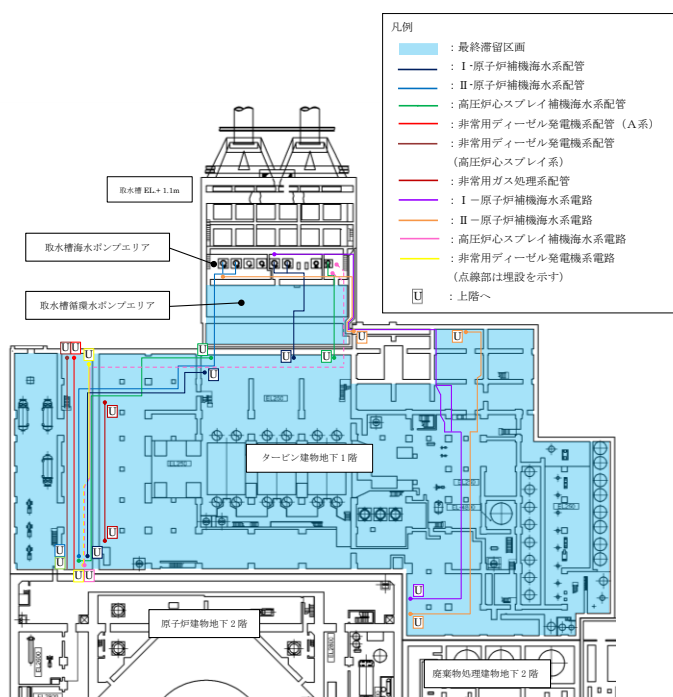 凡例
：最終滞留区画
：Ⅰ-原子炉補機海水系配管
：Ⅱ-原子炉補機海水系配管
：高圧炉心スプレイ補機海水系配管
：非常用ディーゼル発電機系配管（A系）
：非常用ディーゼル発電機系配管
（高圧炉心スプレイ系）
：非常用ガス処理系配管
：Ⅰ－原子炉補機海水系電路
：Ⅱ－原子炉補機海水系電路
：高圧炉心スプレイ補機海水系電路
：非常用ディーゼル発電機系電路
（点線部は埋設を示す）
U ：上階へ
取水槽 EL.+ 1.1m
取水槽海水ポンプエリア
取水槽循環水ポンプエリア
U U
U
U
U
U
U
U
U
U
タービン建物地下1階
U
U
U
U
U U
U
U
原子炉建物地下2階
廃棄物処理建物地下2階